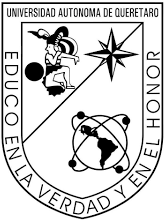 UNIVERSIDAD AUTONOMA DE QUERETARO
EDUCO EN LA VERDAD Y EN EL HONOR